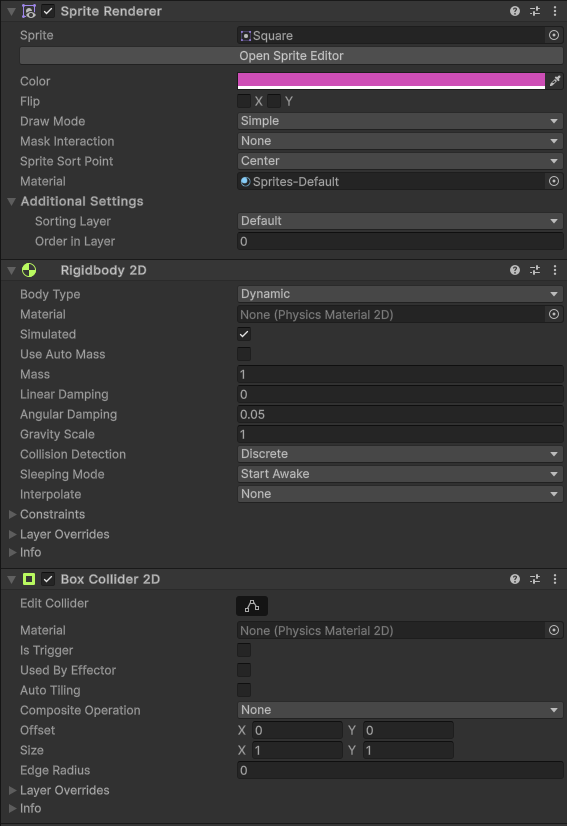 Sprite Renderer
Sprite Square
Open Sprite Editor
Color
Flip X Y
Draw Mode Simple
Mask Interaction None
Sprite Sort Point Center
Material Sprites-Default
Additional Settings
Sorting Layer Default
Order in Layer 0
Rigidbody 2D
Body Type Dynamic
Material None (Physics Material 2D)
Simulated
Use Auto Mass
Mass 1
Linear Damping 0
Angular Damping 0.05
Gravity Scale 1
Collision Detection Discrete
Sleeping Mode Start Awake
Interpolate None
Constraints
Layer Overrides
Info
Box Collider 2D
Edit Collider
Material None (Physics Material 2D)
Is Trigger
Used By Effector
Auto Tiling
Composite Operation None
Offset X 0 Y 0
Size X 1 Y 1
Edge Radius 0
Layer Overrides
Info